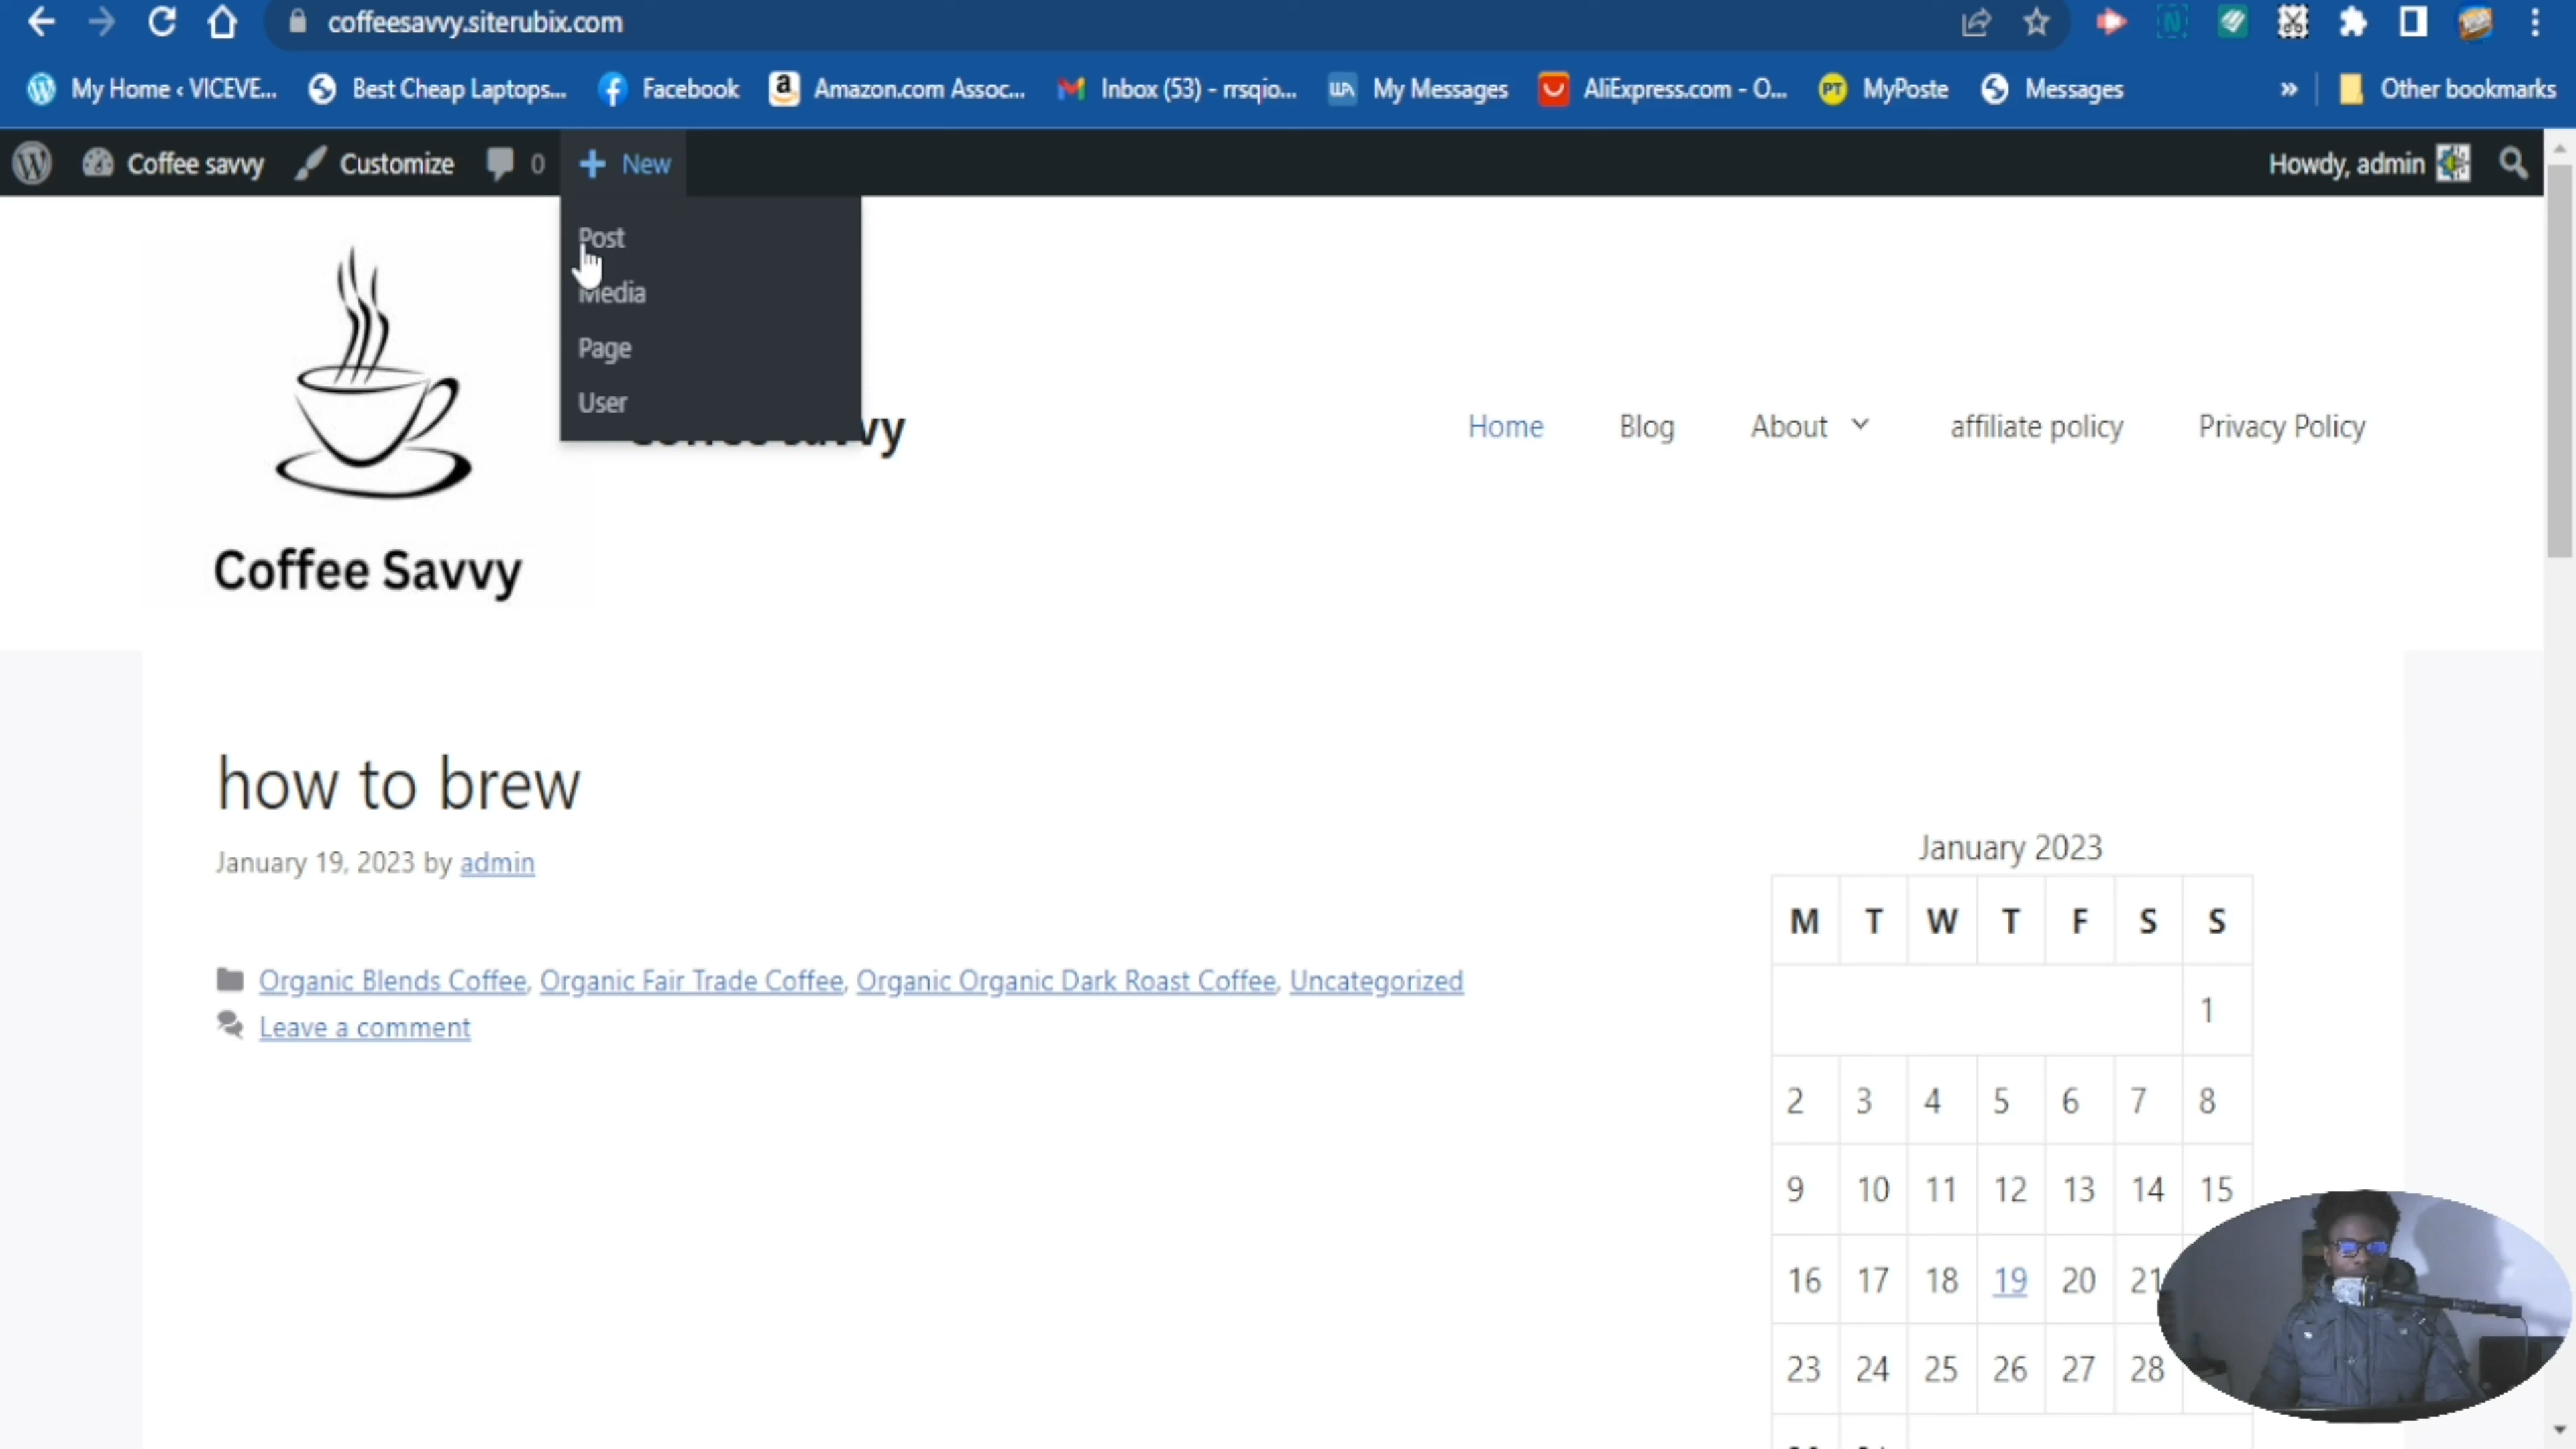 coffeesavvy.siterubix.com
My Home ‹ VICEVE... Best Cheap Laptops... Facebook Amazon.com Assoc... Inbox (53) - rrsqio... My Messages AliExpress.com - O... MyPoste Messages » Other bookmarks
Coffee savvy Customize 0 + New Howdy, admin
Post
Media
Page
User
Home Blog About affiliate policy Privacy Policy
Coffee Savvy
how to brew
January 19, 2023 by admin
Organic Blends Coffee, Organic Fair Trade Coffee, Organic Organic Dark Roast Coffee, Uncategorized
Leave a comment
January 2023
M T W T F S S
1
2 3 4 5 6 7 8
9 10 11 12 13 14 15
16 17 18 19 20 21
23 24 25 26 27 28